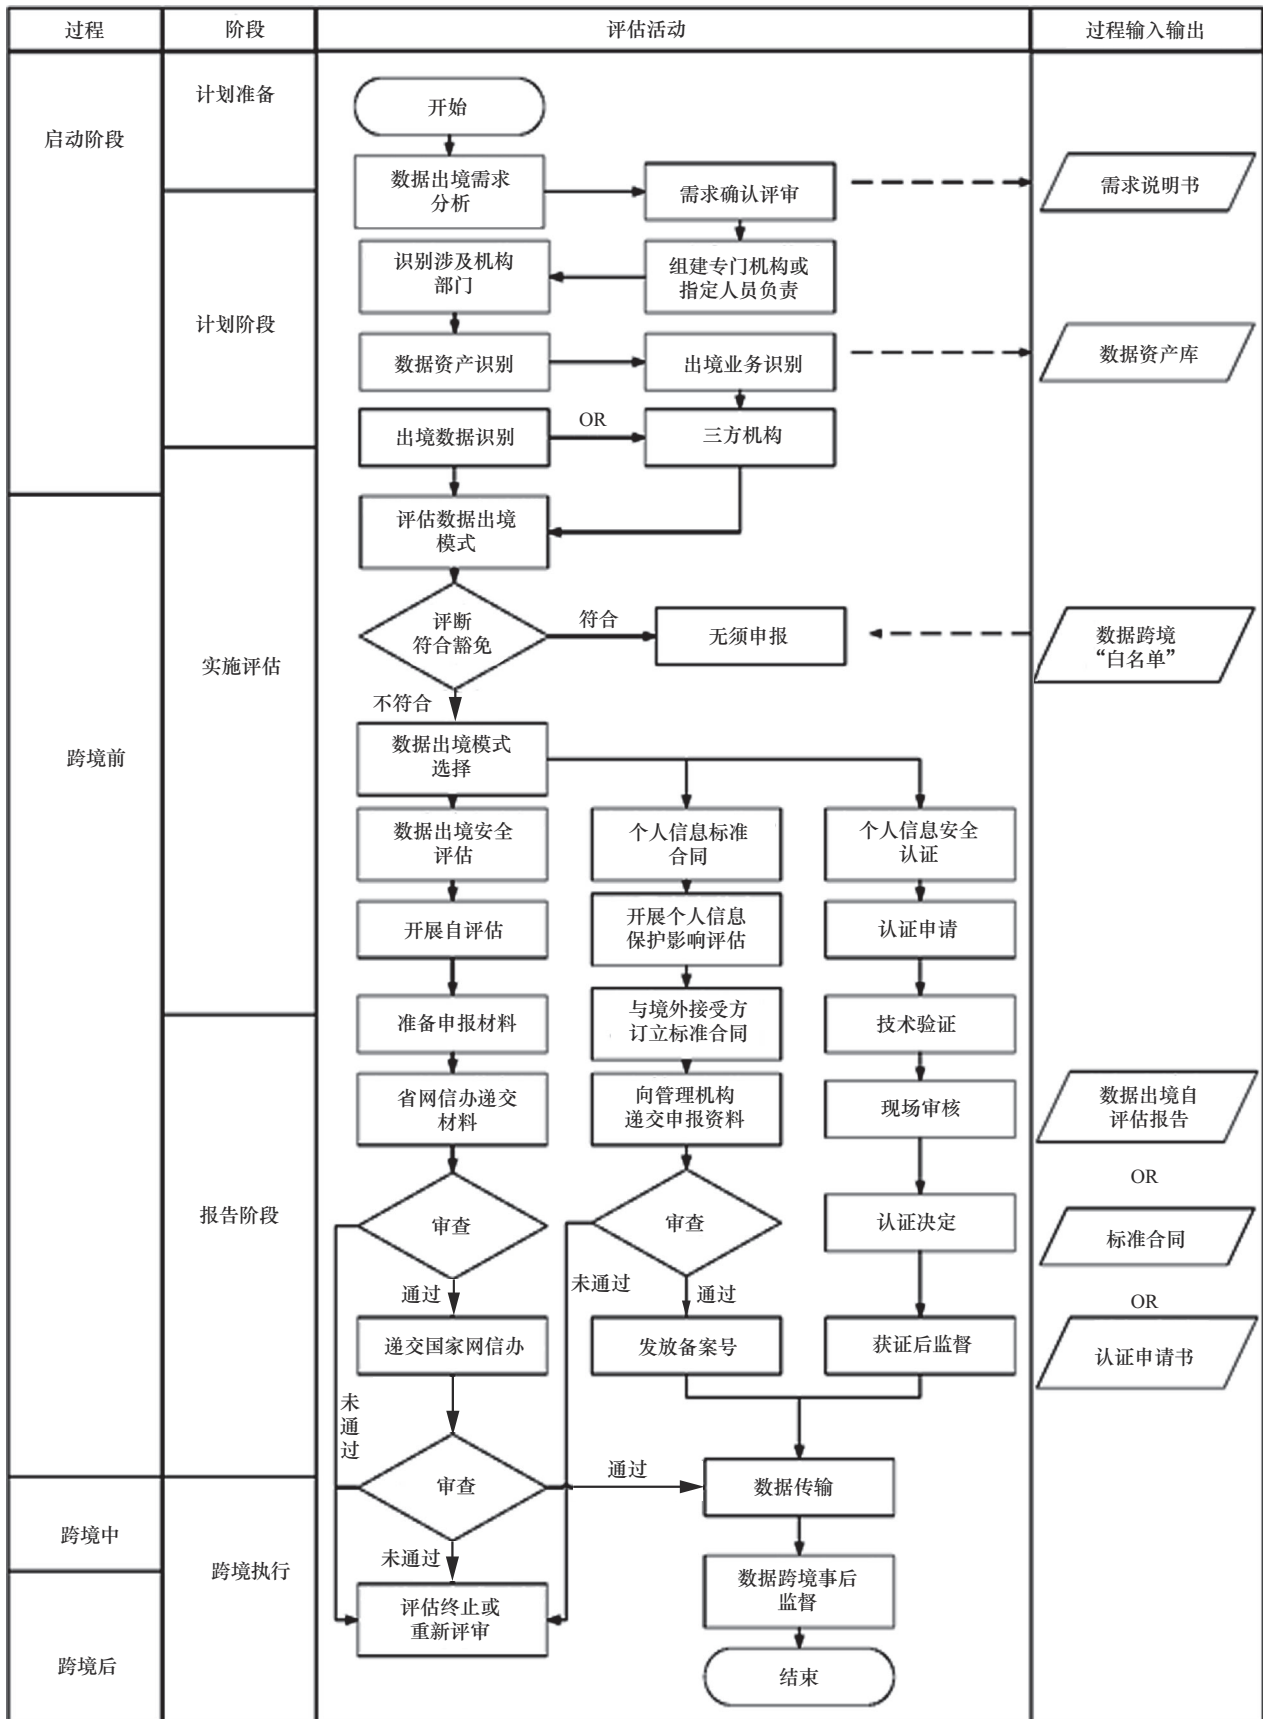 过程
阶段
评估活动
过程输入输出
启动阶段
计划准备
开始
数据出境需求
分析
需求确认评审
需求说明书
识别涉及机构
部门
组建专门机构或
指定人员负责
计划阶段
数据资产识别
出境业务识别
数据资产库
出境数据识别
OR
三方机构
评估数据出境
模式
评断
符合豁免
符合
无须申报
数据跨境
“白名单”
实施评估
不符合
跨境前
数据出境模式
选择
数据出境安全
评估
个人信息标准
合同
个人信息安全
认证
开展自评估
开展个人信息
保护影响评估
认证申请
准备申报材料
与境外接受方
订立标准合同
技术验证
省网信办递交
材料
向管理机构
递交申报资料
现场审核
数据出境自
评估报告
OR
报告阶段
审查
审查
认证决定
标准合同
通过
未通过
通过
OR
递交国家网信办
发放备案号
获证后监督
认证申请书
未
通
过
审查
通过
数据传输
跨境中
未通过
跨境执行
评估终止或
重新评审
数据跨境事后
监督
跨境后
结束